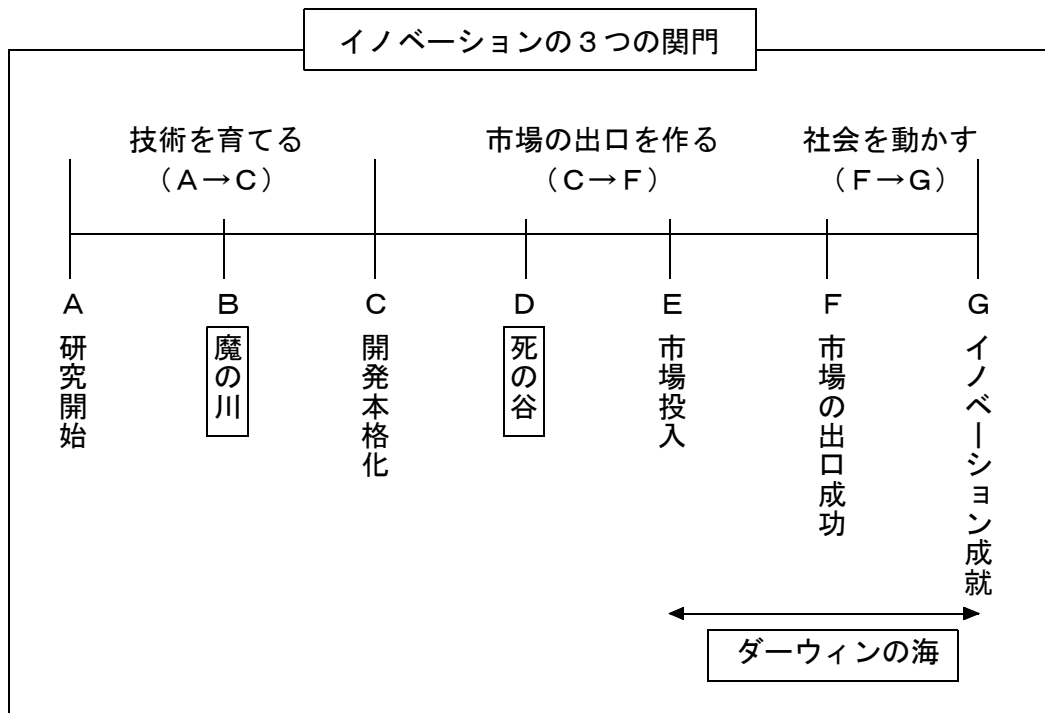 イノベーションの３つの関門
技術を育てる
（Ａ→Ｃ）
市場の出口を作る
（Ｃ→Ｆ）
社会を動かす
（Ｆ→Ｇ）
Ａ
研究開始
Ｂ
魔の川
Ｃ
開発本格化
Ｄ
死の谷
Ｅ
市場投入
Ｆ
市場の出口成功
Ｇ
イノベーション成就
ダーウィンの海